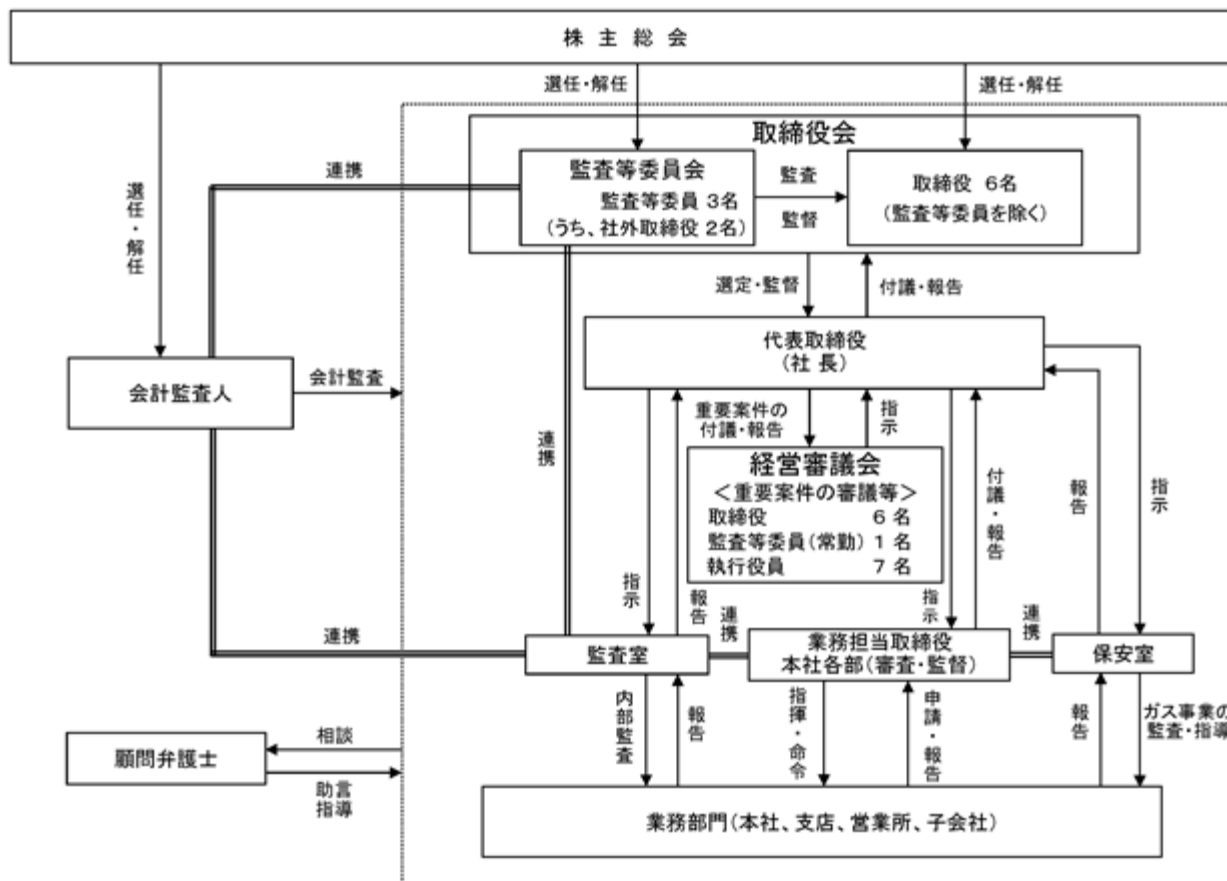 株主総会
選任・解任
選任・解任
選任・解任
取締役会
監査等委員会
監査等委員 3名
(うち、社外取締役 2名)
監査
監督
取締役 6名
(監査等委員を除く)
連携
選定・監督
付議・報告
代表取締役
(社 長)
会計監査人
会計監査
連携
重要案件の
付議・報告
指示
経営審議会
<重要案件の審議等>
取締役 6 名
監査等委員(常勤) 1 名
執行役員 7 名
付議・報告
報告
指示
指示
報告
指示
連携
連携
連携
監査室
業務担当取締役
本社各部(審査・監督)
保安室
内部監査
報告
指揮・命令
申請・報告
報告
ガス事業の
監査・指導
顧問弁護士
相談
助言
指導
業務部門(本社、支店、営業所、子会社)